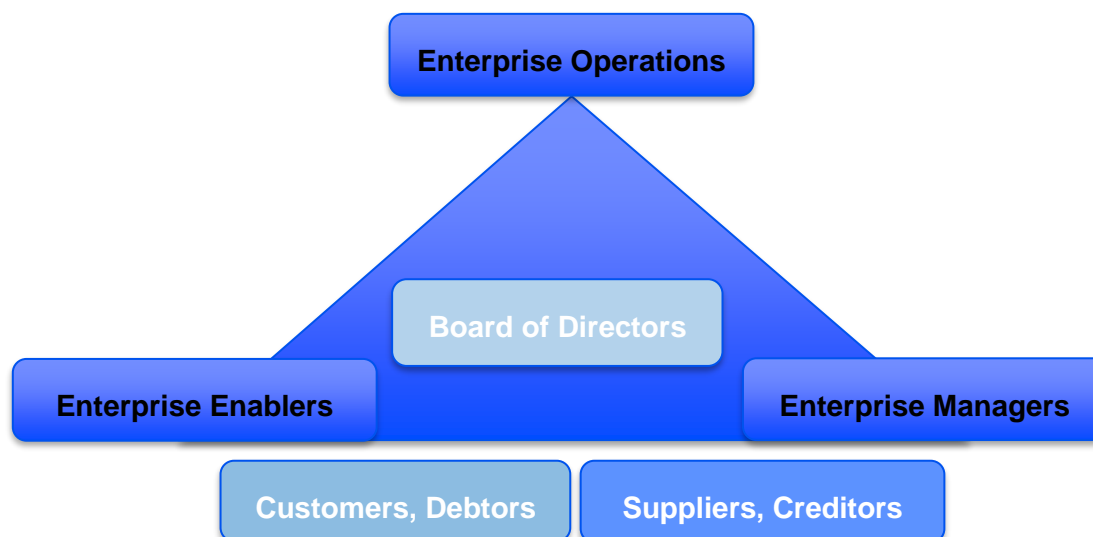 Enterprise Operations
Board of Directors
Enterprise Enablers
Enterprise Managers
Customers, Debtors
Suppliers, Creditors